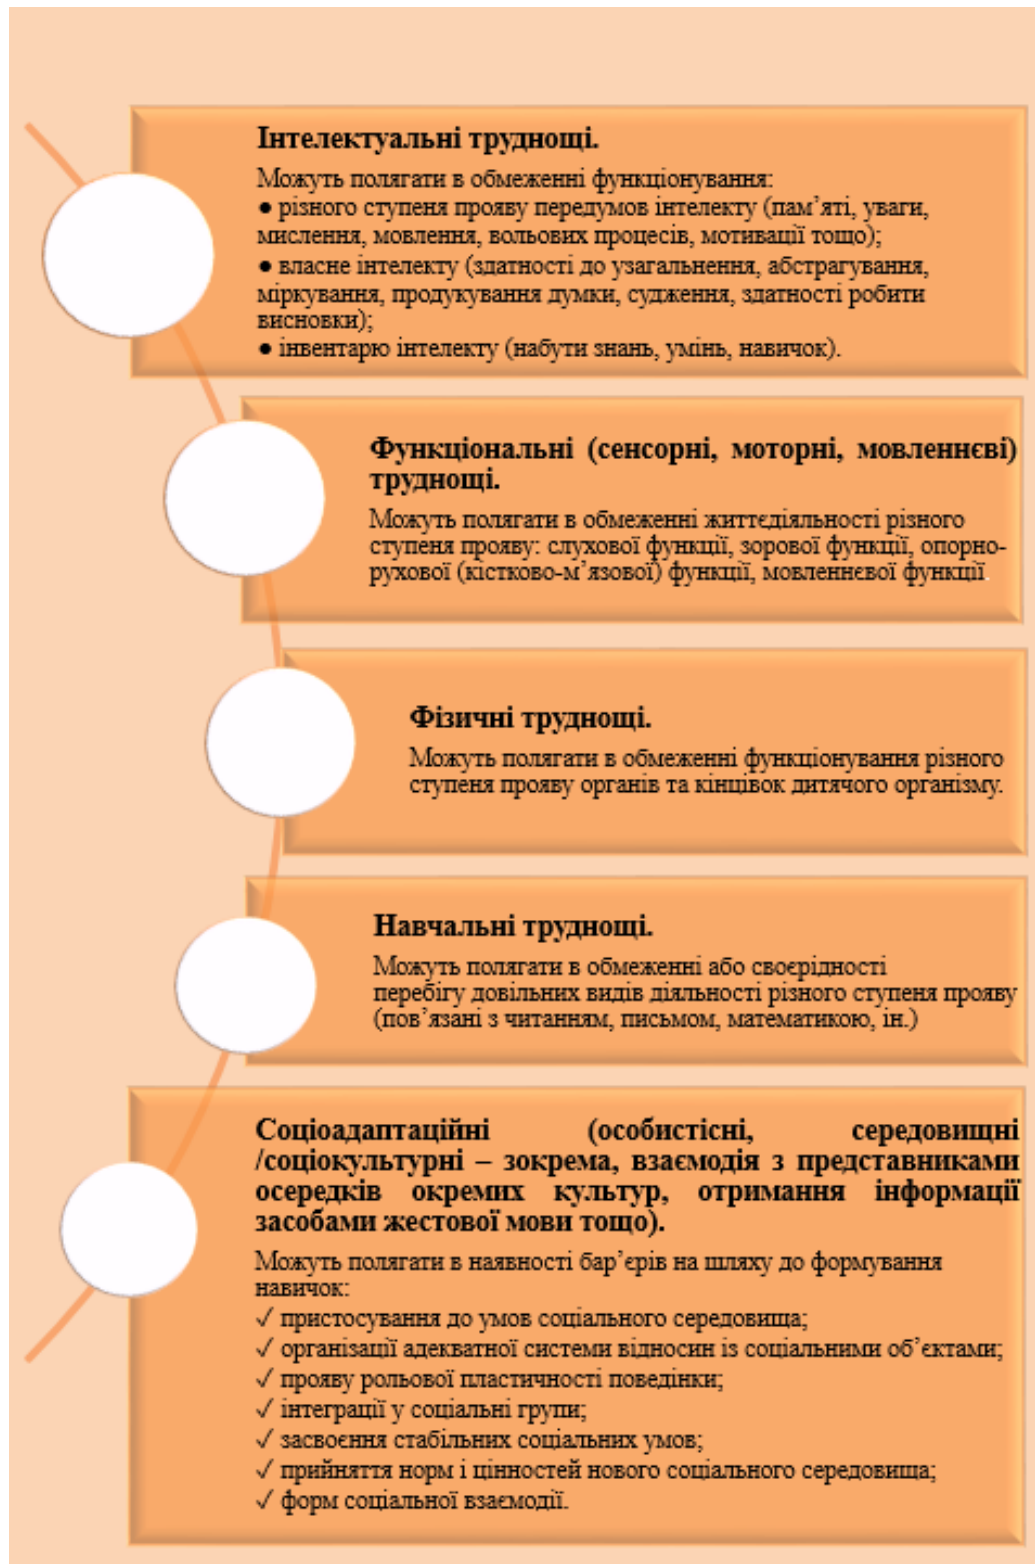 Інтелектуальні труднощі.
Можуть полягати в обмеженні функціонування:
● різного ступеня прояву передумов інтелекту (пам’яті, уваги,
мислення, мовлення, вольових процесів, мотивації тощо);
● власне інтелекту (здатності до узагальнення, абстрагування,
міркування, продукування думки, судження, здатності робити
висновки);
● інвентарю інтелекту (набути знань, умінь, навичок).
Функціональні (сенсорні, моторні, мовленнєві)
труднощі.
Можуть полягати в обмеженні життєдіяльності різного
ступеня прояву: слухової функції, зорової функції, опорно-
рухової (кістково-м’язової) функції, мовленнєвої функції.
Фізичні труднощі.
Можуть полягати в обмеженні функціонування різного
ступеня прояву органів та кінцівок дитячого організму.
Навчальні труднощі.
Можуть полягати в обмеженні або своєрідності
перебігу довільних видів діяльності різного ступеня прояву
(пов’язані з читанням, письмом, математикою, ін.)
Соціоадаптаційні (особистісні, середовищні
/соціокультурні – зокрема, взаємодія з представниками
осередків окремих культур, отримання інформації
засобами жестової мови тощо).
Можуть полягати в наявності бар’єрів на шляху до формування
навичок:
✓ пристосування до умов соціального середовища;
✓ організації адекватної системи відносин із соціальними об’єктами;
✓ прояву рольової пластичності поведінки;
✓ інтеграції у соціальні групи;
✓ засвоєння стабільних соціальних умов;
✓ прийняття норм і цінностей нового соціального середовища;
✓ форм соціальної взаємодії.